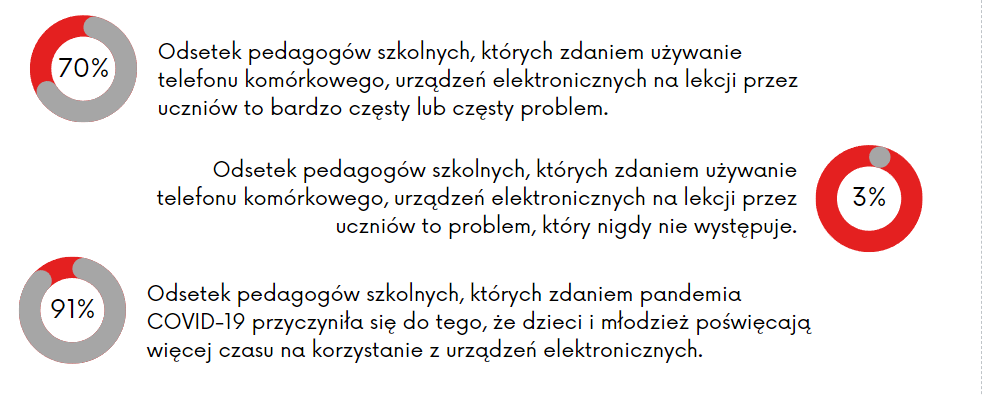 70%
Odsetek pedagogów szkolnych, których zdaniem używanie
telefonu komórkowego, urządzeń elektronicznych na lekcji przez
uczniów to bardzo częsty lub częsty problem.
Odsetek pedagogów szkolnych, których zdaniem używanie
telefonu komórkowego, urządzeń elektronicznych na lekcji przez
uczniów to problem, który nigdy nie występuje.
3%
91%
Odsetek pedagogów szkolnych, których zdaniem pandemia
COVID-19 przyczyniła się do tego, że dzieci i młodzież poświęcają
więcej czasu na korzystanie z urządzeń elektronicznych.